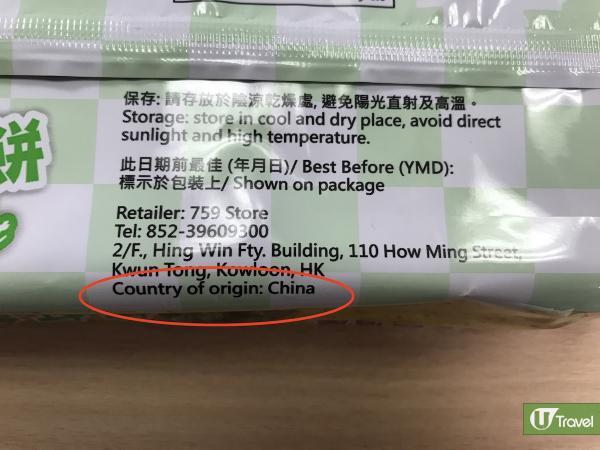 保存: 請存放於陰涼乾燥處, 避免陽光直射及高溫。
Storage: store in cool and dry place, avoid direct
sunlight and high temperature.
此日期前最佳 (年月日)/ Best Before (YMD):
標示於包裝上/ Shown on package
餅
Retailer: 759 Store
Tel: 852-39609300
2/F., Hing Win Fty. Building, 110 How Ming Street,
Kwun Tong, Kowloon, HK
Country of origin: China
U Travel